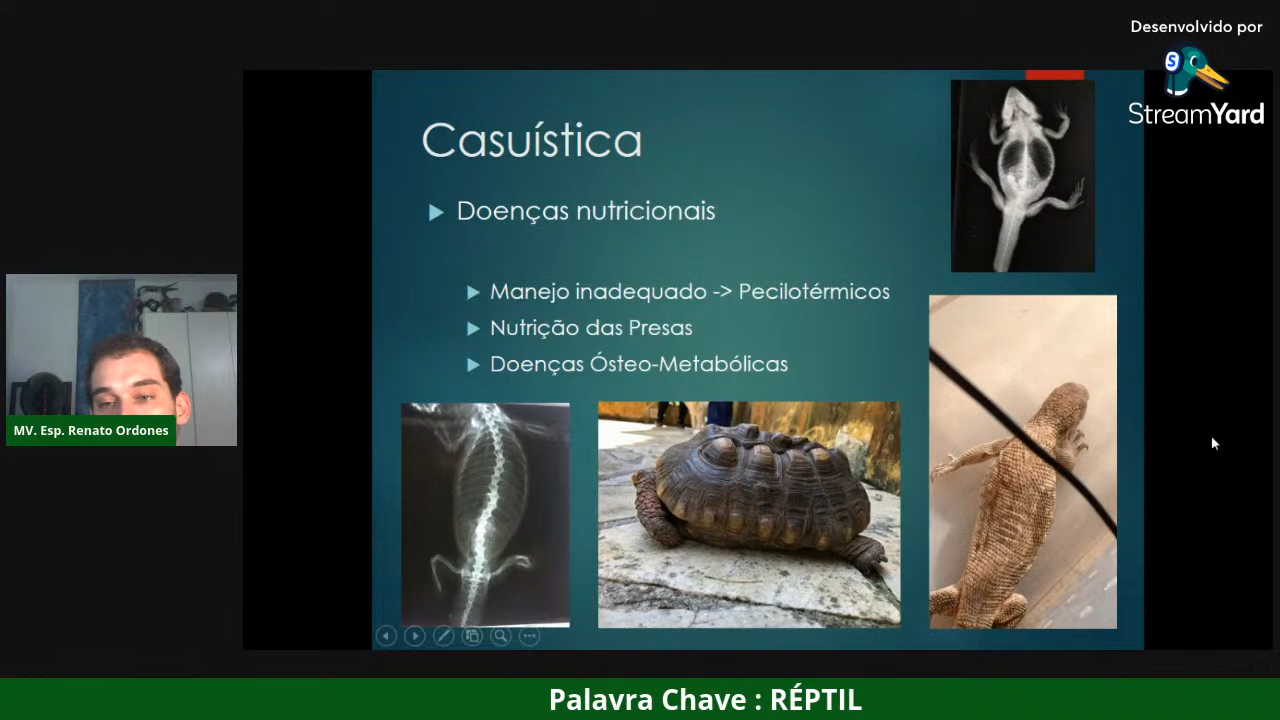 Desenvolvido por
StreamYard
Casuística
Doenças nutricionais
Manejo inadequado -> Pecilotérmicos
Nutrição das Presas
Doenças Ósteo-Metabólicas
MV. Esp. Renato Ordones
Palavra Chave : RÉPTIL